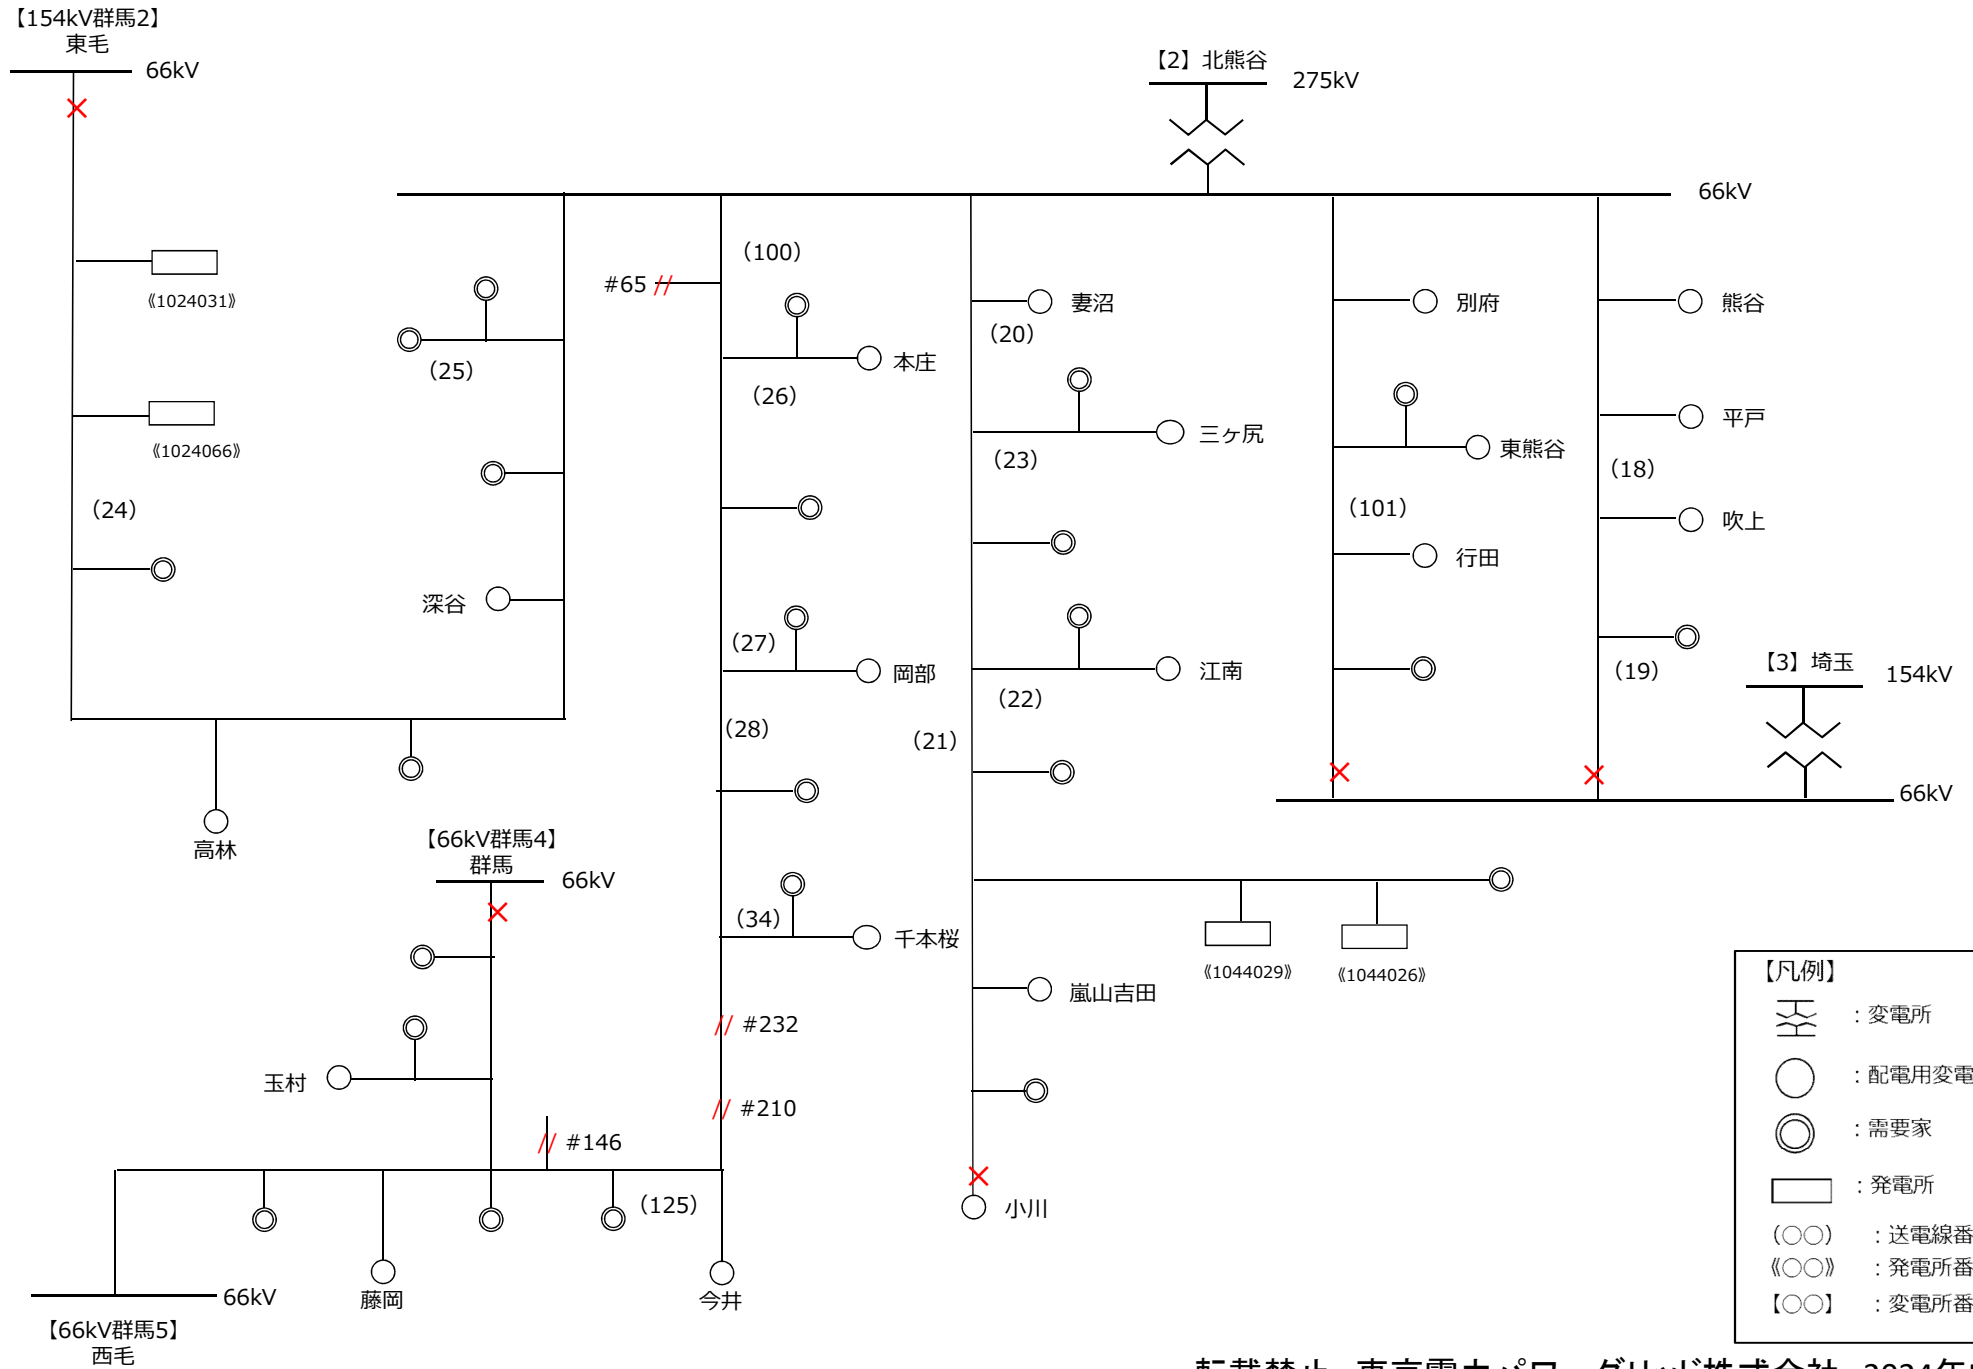 【154kV群馬2】
東毛
66kV
【2】北熊谷
275kV
66kV
《1024031》
《1024066》
(24)
(25)
深谷
高林
#65
(100)
本庄
(26)
(27)
岡部
(28)
(34)
千本桜
#232
#210
妻沼
(20)
三ヶ尻
(23)
江南
(22)
(21)
《1044029》
《1044026》
嵐山吉田
小川
別府
東熊谷
(101)
行田
熊谷
平戸
(18)
吹上
(19)
【3】埼玉
154kV
66kV
【66kV群馬4】
群馬
66kV
玉村
#146
(125)
藤岡
今井
66kV
【66kV群馬5】
西毛
【凡例】
:変電所
:配電用変電
:需要家
:発電所
(○○) :送電線番
《○○》 :発電所番
【○○】 :変電所番